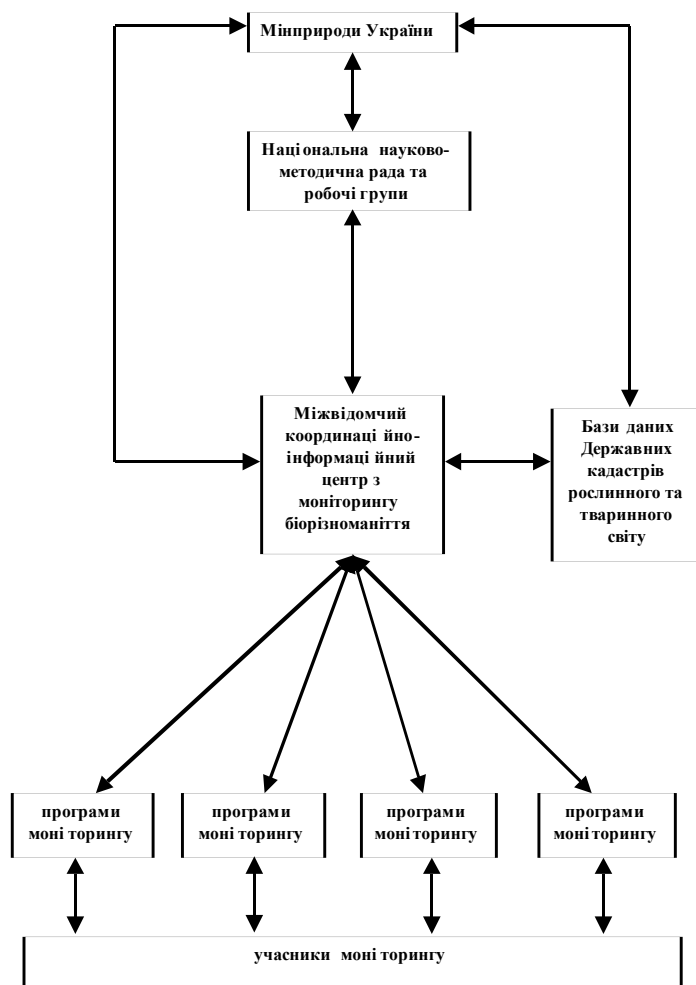 Мінприроди України
Національна науково-
методична рада та
робочі групи
Міжвідомчий
координаційно-
інформаційний
центр з
моніторингу
біорізноманіття
Бази даних
Державних
кадастрів
рослинного та
тваринного
світу
програми
моніторингу
програми
моніторингу
програми
моніторингу
програми
моніторингу
учасники моніторингу